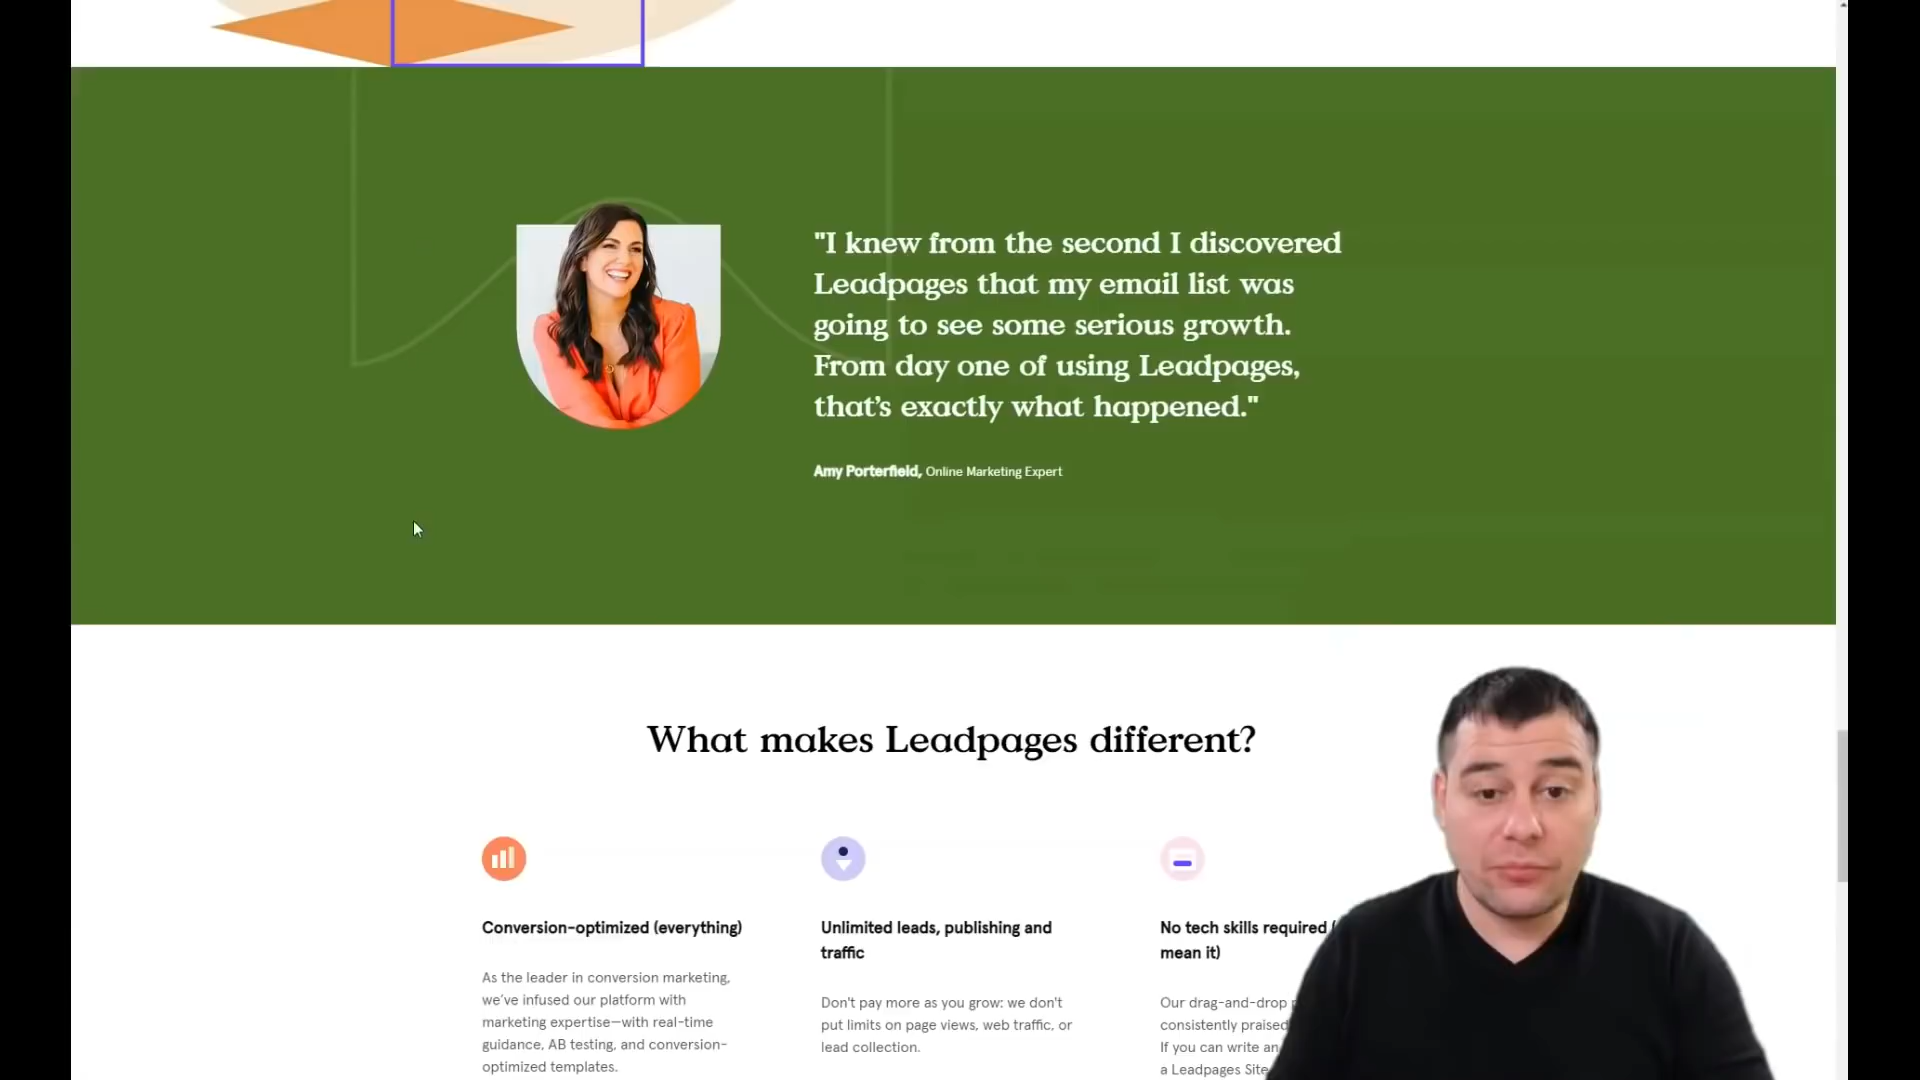 "I knew from the second I discovered
Leadpages that my email list was
going to see some serious growth.
From day one of using Leadpages,
that's exactly what happened."
Amy Porterfield, Online Marketing Expert
What makes Leadpages different?
Conversion-optimized (everything)
As the leader in conversion marketing,
we've infused our platform with
marketing expertise—with real-time
guidance, AB testing, and conversion-
optimized templates.
Unlimited leads, publishing and
traffic
Don't pay more as you grow: we don't
put limits on page views, web traffic, or
lead collection.
No tech skills required (
mean it)
Our drag-and-drop
consistently praised
If you can write an
a Leadpages Site